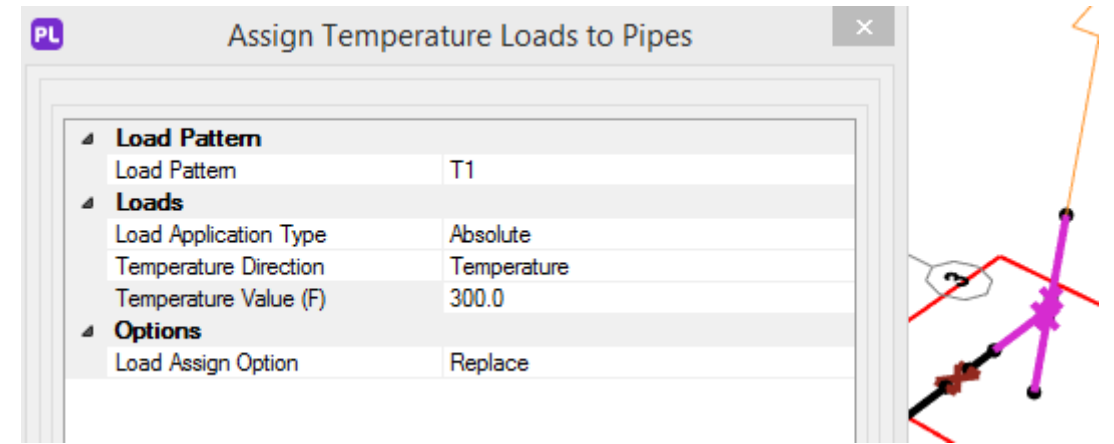 PL Assign Temperature Loads to Pipes
Load Pattern
Load Pattern T1
Loads
Load Application Type Absolute
Temperature Direction Temperature
Temperature Value (F) 300.0
Options
Load Assign Option Replace
3